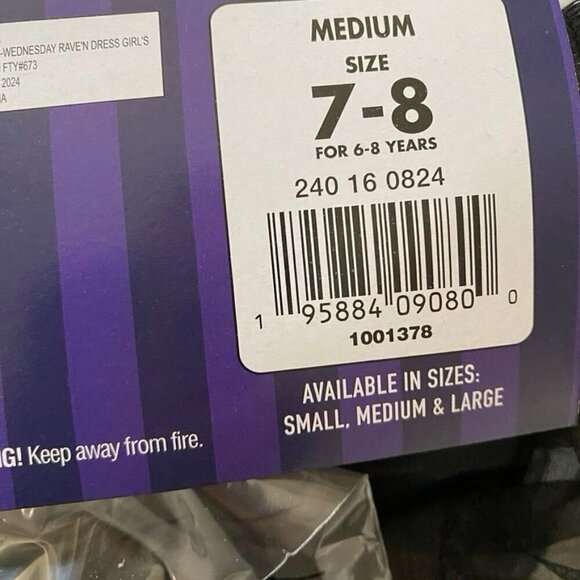 -WEDNESDAY RAVE'N DRESS GIRL'S
FTY#673
2024
MEDIUM
SIZE
7-8
FOR 6-8 YEARS
240 16 0824
1 95884 09080 0
1001378
AVAILABLE IN SIZES:
SMALL, MEDIUM & LARGE
G! Keep away from fire.